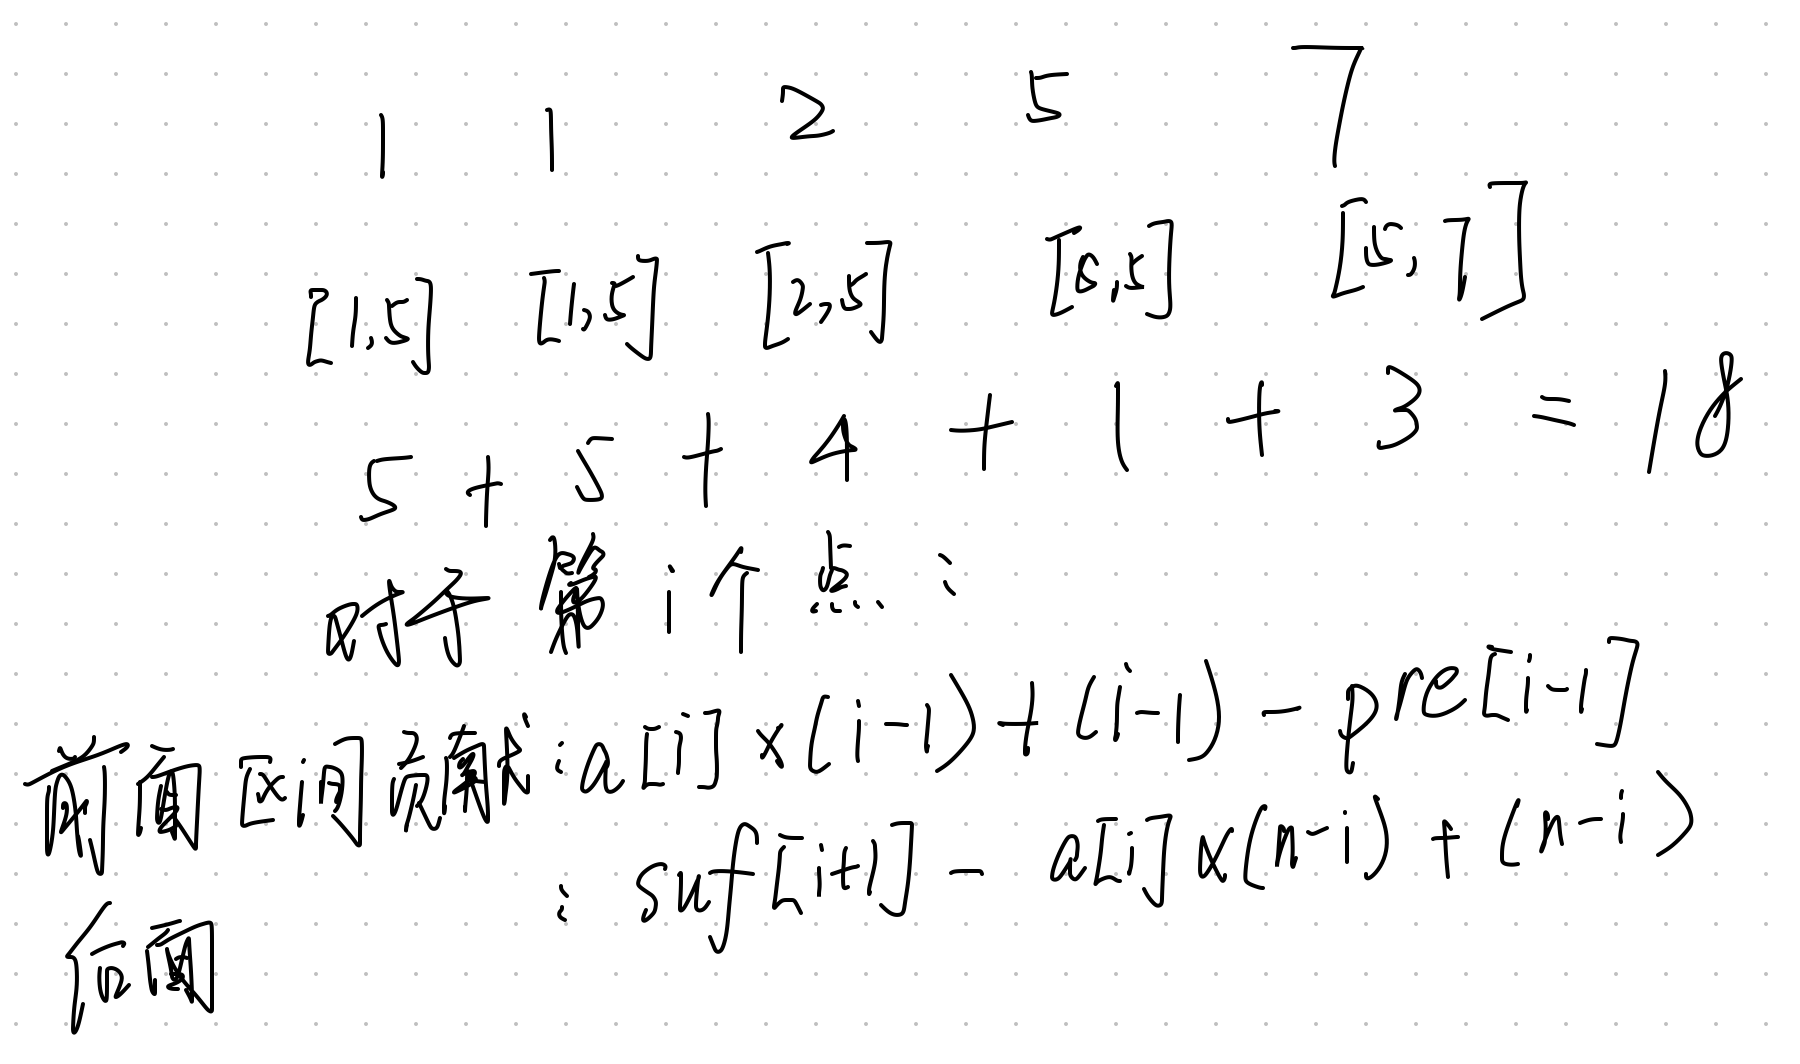 1 1 2 5 7
[1,5] [1,5] [2,5] [5,5] [5,7]
5 + 5 + 4 + 1 + 3 = 18
对于第i个点:
前面区间贡献:a[i]×(i-1)+(i-1)-pre[i-1]
后面:suf[i+1]-a[i]×(n-i)+(n-i)